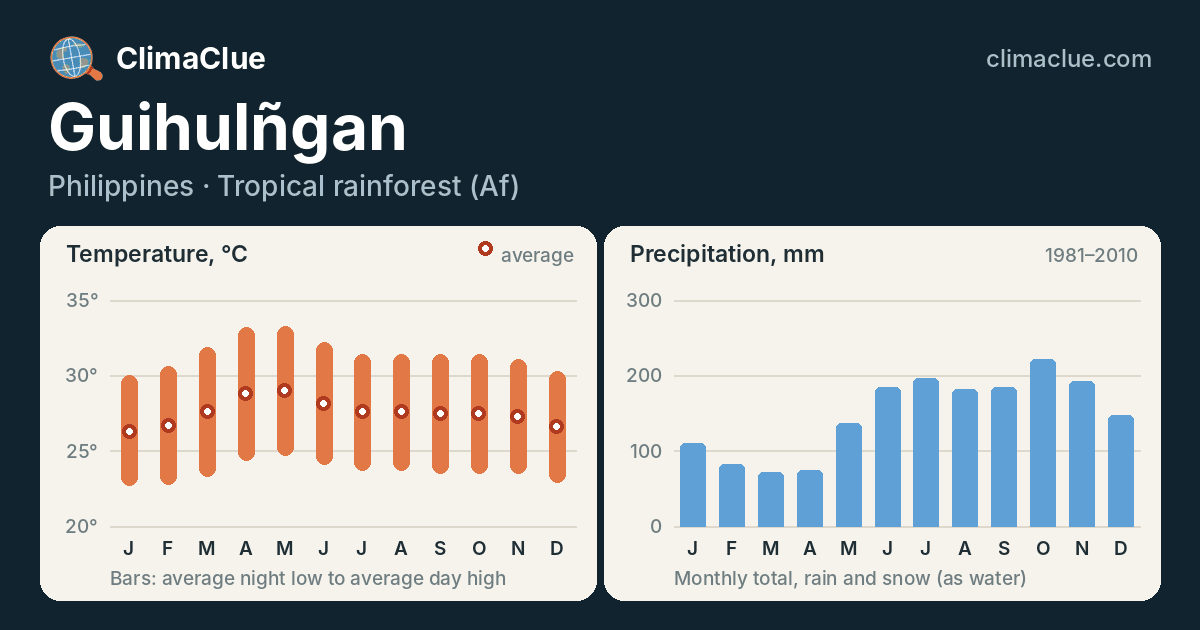 ClimaClue
climaclue.com
Guihulñgan
Philippines · Tropical rainforest (Af)
Temperature, °C
average
35°
30°
25°
20°
J F M A M J J A S O N D
Bars: average night low to average day high
Precipitation, mm
1981–2010
300
200
100
0
J F M A M J J A S O N D
Monthly total, rain and snow (as water)